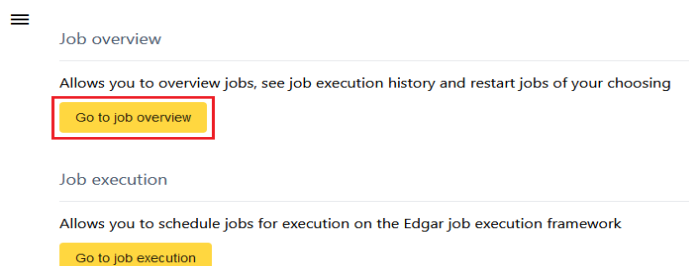 Job overview
Allows you to overview jobs, see job execution history and restart jobs of your choosing
Go to job overview
Job execution
Allows you to schedule jobs for execution on the Edgar job execution framework
Go to job execution